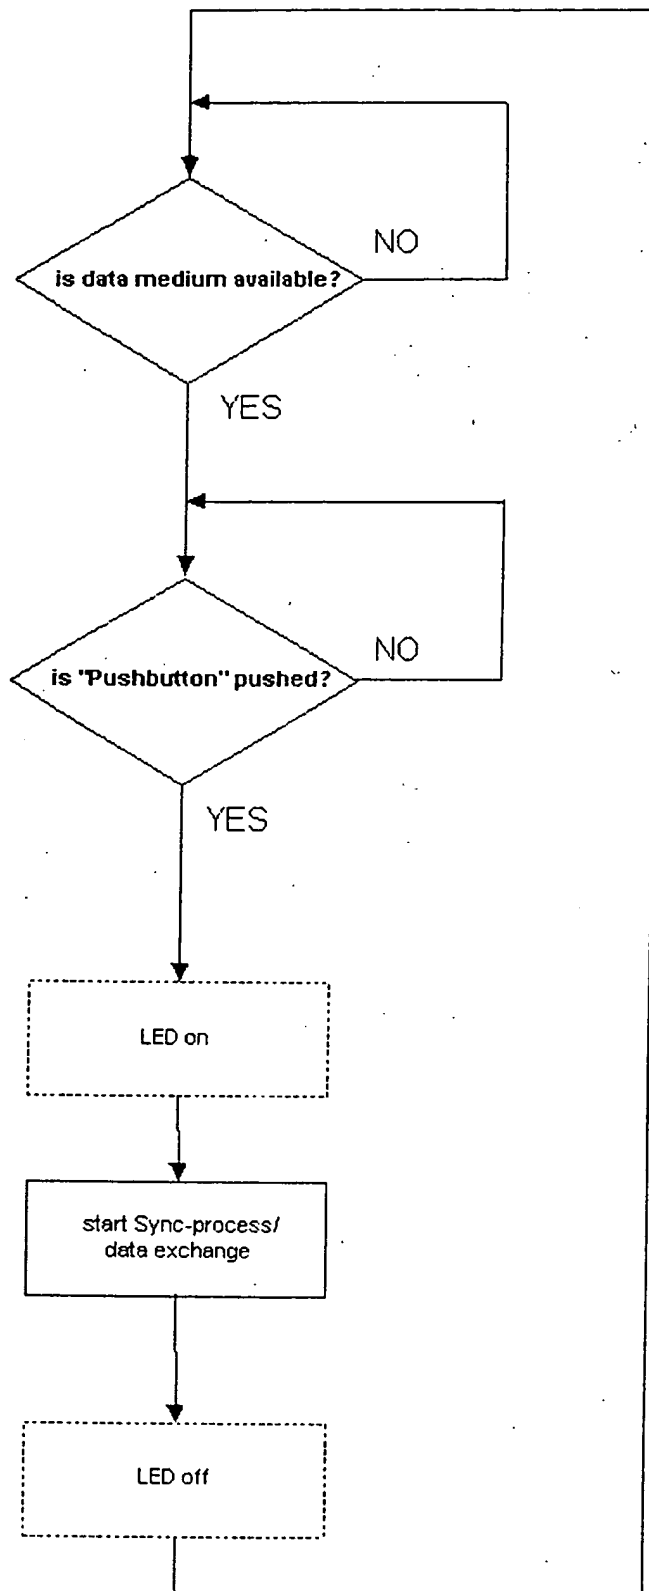 NO
is data medium available?
YES
NO
is "Pushbutton" pushed?
YES
LED on
start Sync-process/
data exchange
LED off